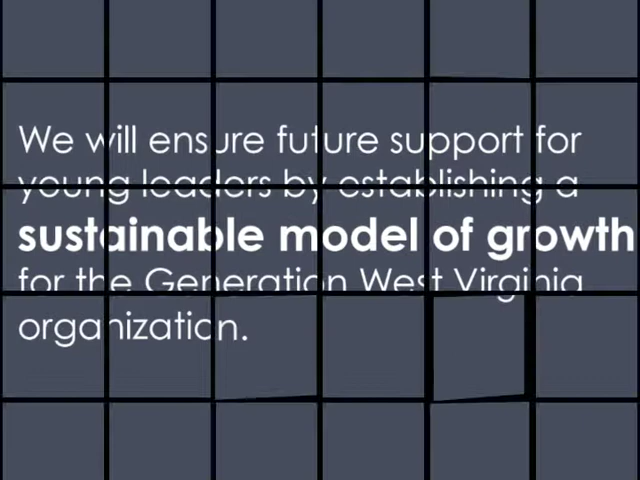 We will ensure future support for
young leaders by establishing a
sustainable model of growth
for the Generation West Virginia
organization.